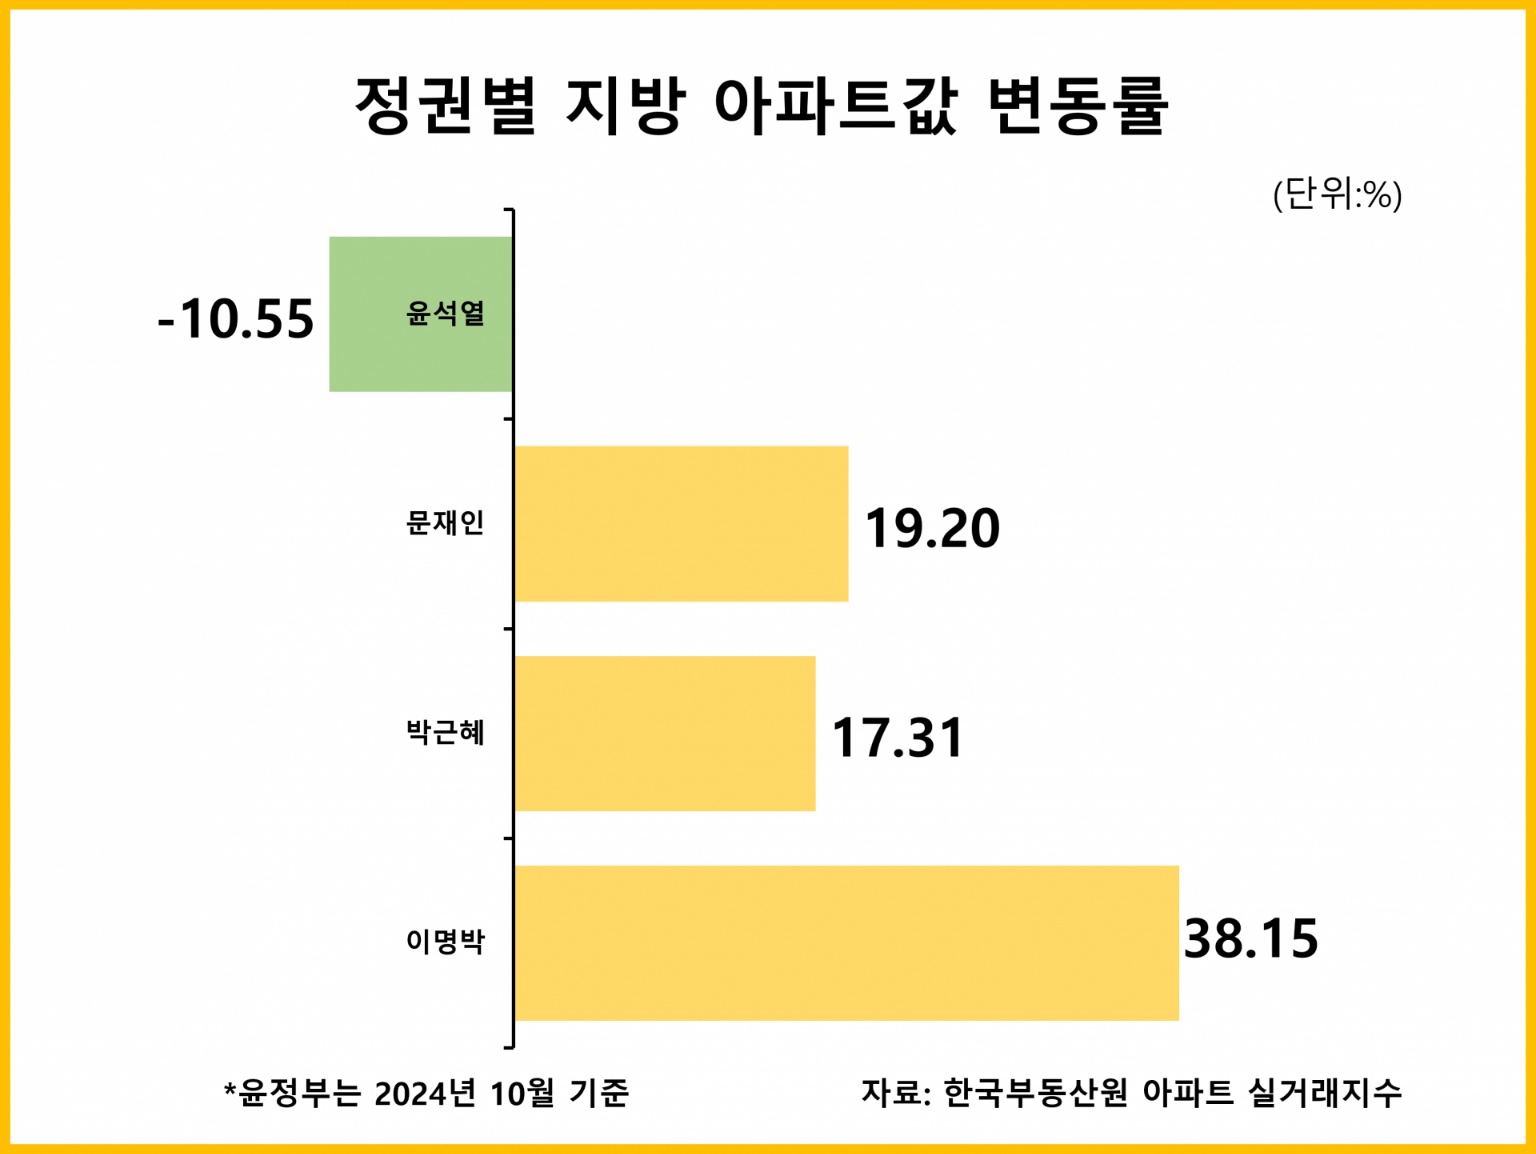 정권별 지방 아파트값 변동률
(단위:%)
-10.55 윤석열
문재인 19.20
박근혜 17.31
이명박 38.15
*윤정부는 2024년 10월 기준
자료: 한국부동산원 아파트 실거래지수